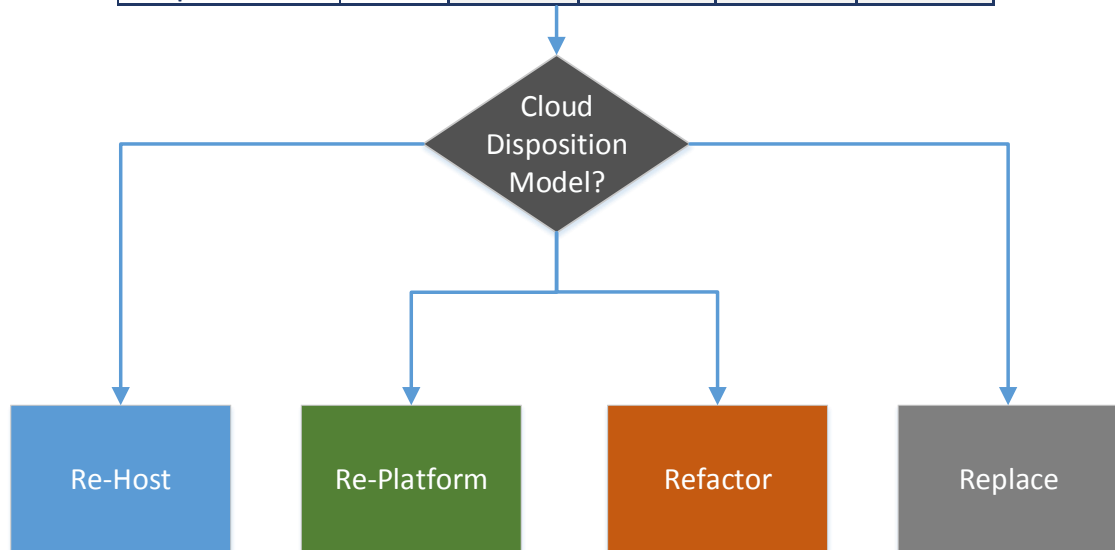 Cloud
Disposition
Model?
Re-Host
Re-Platform
Refactor
Replace